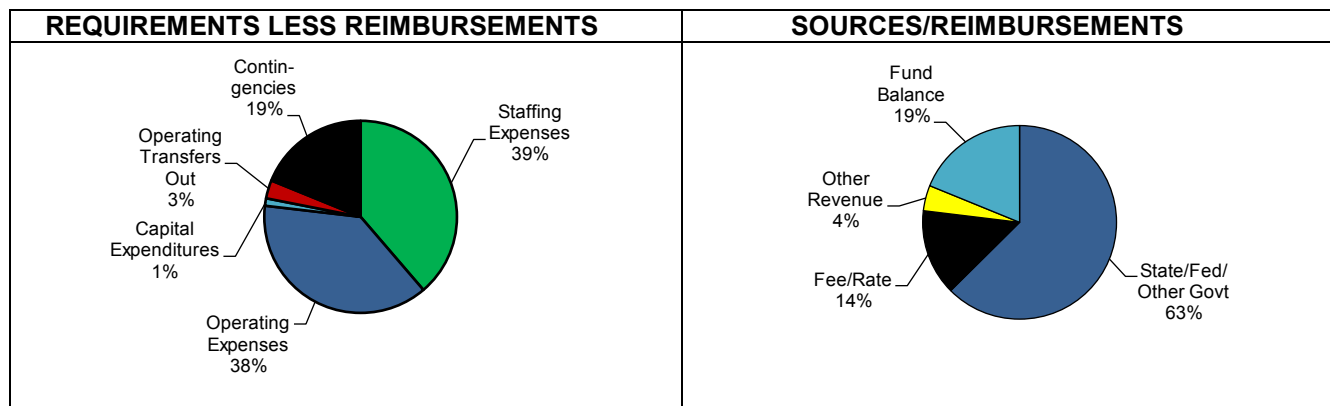 REQUIREMENTS LESS REIMBURSEMENTS
Contin-
gencies
19%
Staffing
Expenses
39%
Operating
Transfers
Out
3%
Capital
Expenditures
1%
Operating
Expenses
38%
SOURCES/REIMBURSEMENTS
Fund
Balance
19%
Other
Revenue
4%
Fee/Rate
14%
State/Fed/
Other Govt
63%